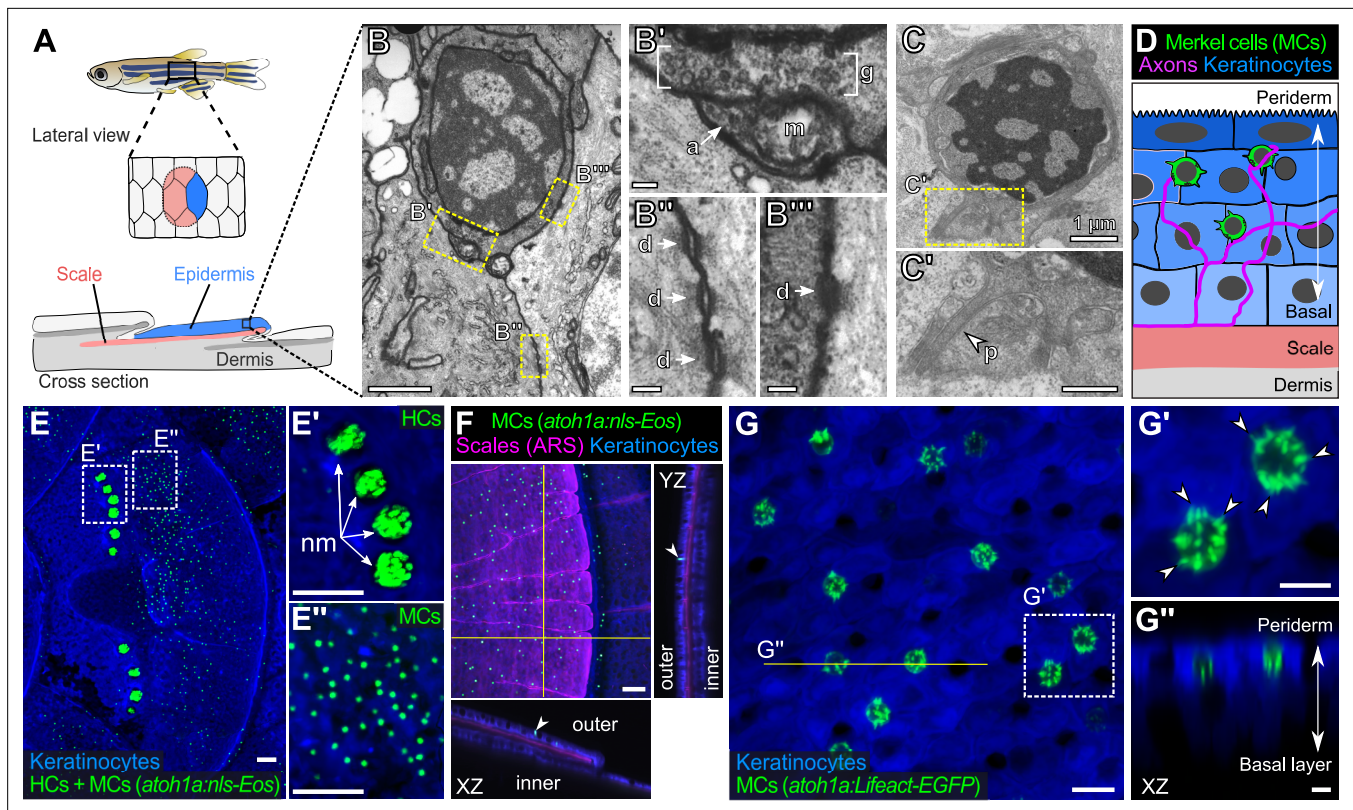 A
Lateral view
Scale
Epidermis
Dermis
Cross section
B
B'
B'''
B''
B'
g
m
a
B''
d
d
d
B'''
d
C
C'
1 µm
C'
p
D
Merkel cells (MCs)
Axons Keratinocytes
Periderm
Basal
Scale
Dermis
E
E'
E''
Keratinocytes
HCs + MCs (atoh1a:nls-Eos)
E'
HCs
nm
E''
MCs
F
MCs (atoh1a:nls-Eos)
Scales (ARS) Keratinocytes
YZ
outer
inner
outer
inner
XZ
G
G'
G''
Keratinocytes
MCs (atoh1a:Lifeact-EGFP)
G'
G''
Periderm
Basal layer
XZ